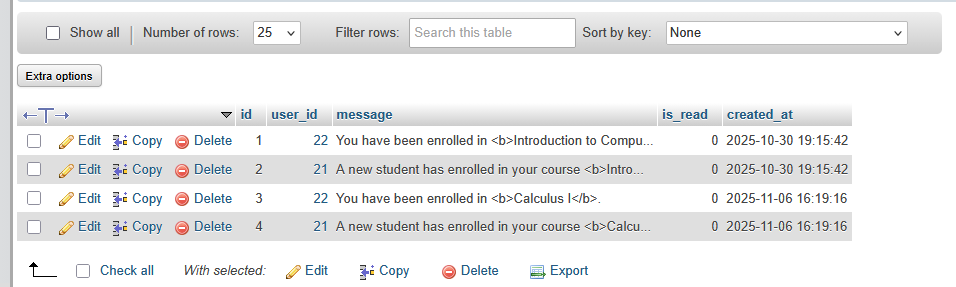 Show all Number of rows: 25 Filter rows: Search this table Sort by key: None
Extra options
id user_id message is_read created_at
Edit Copy Delete 1 22 You have been enrolled in <b>Introduction to Compu... 0 2025-10-30 19:15:42
Edit Copy Delete 2 21 A new student has enrolled in your course <b>Intro... 0 2025-10-30 19:15:42
Edit Copy Delete 3 22 You have been enrolled in <b>Calculus I</b>. 0 2025-11-06 16:19:16
Edit Copy Delete 4 21 A new student has enrolled in your course <b>Calcu... 0 2025-11-06 16:19:16
Check all With selected: Edit Copy Delete Export